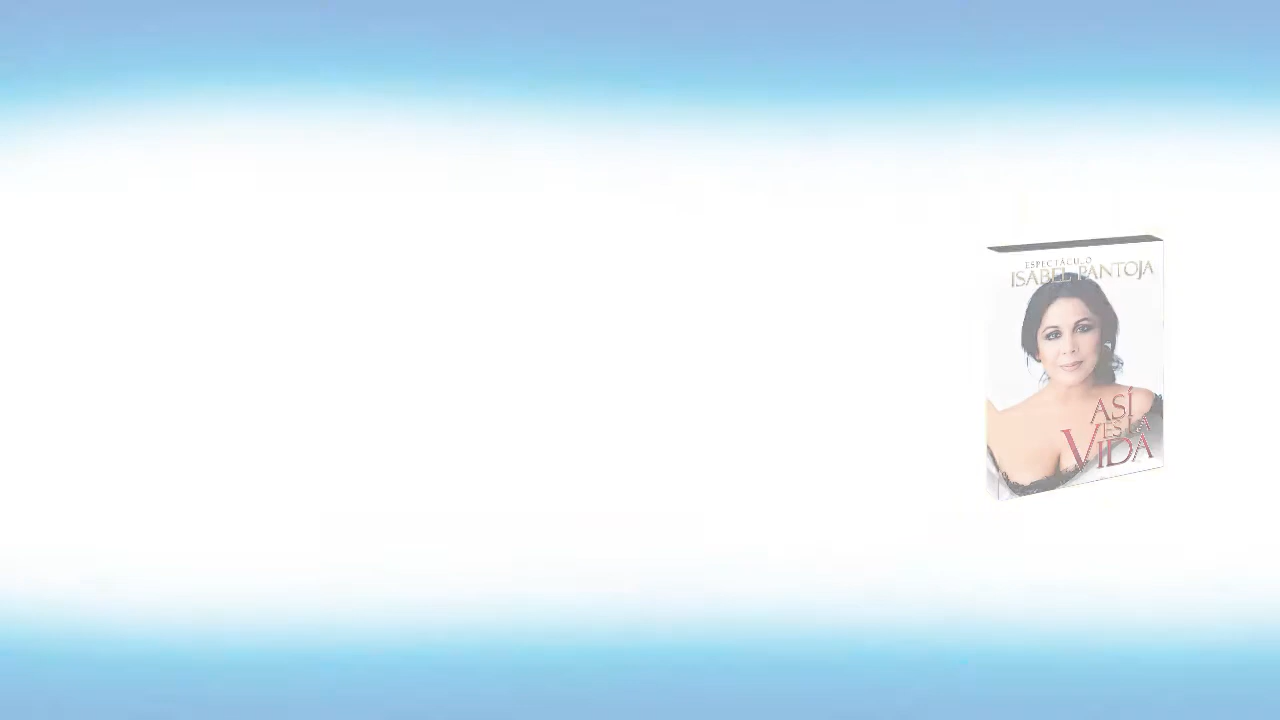 ESPECTÁCULO
ISABEL PANTOJA
ASÍ
ES LA
VIDA